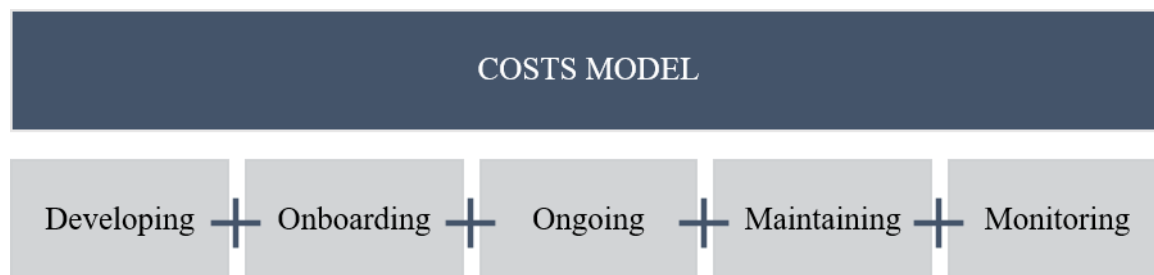 COSTS MODEL
Developing + Onboarding + Ongoing + Maintaining + Monitoring